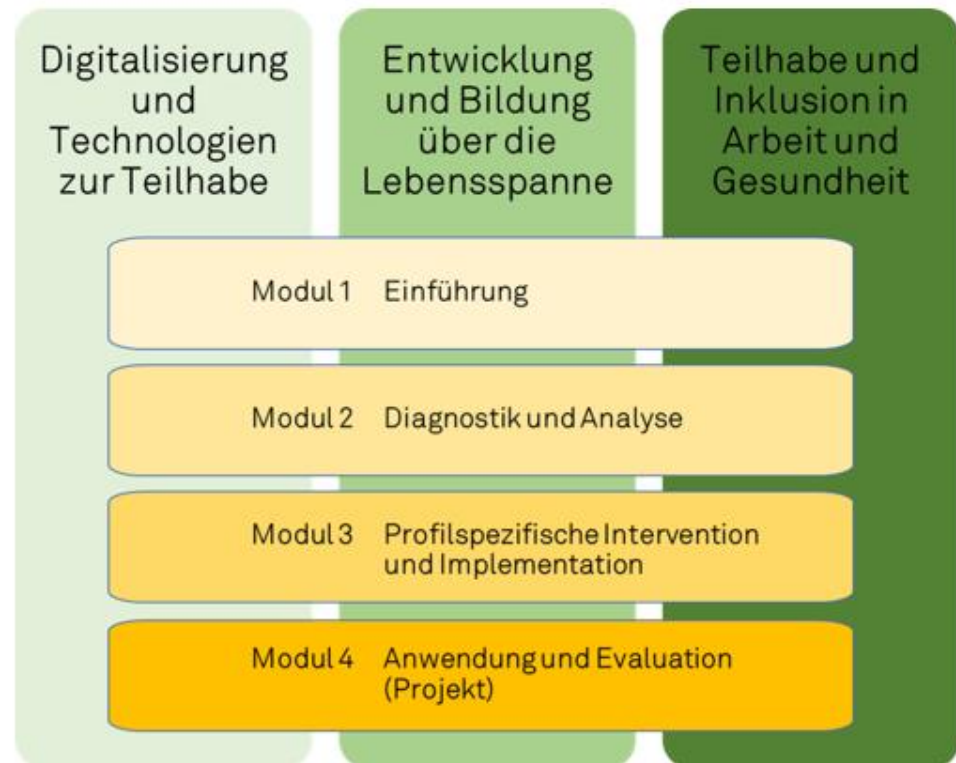 Digitalisierung
und
Technologien
zur Teilhabe
Entwicklung
und Bildung
über die
Lebensspanne
Teilhabe und
Inklusion in
Arbeit und
Gesundheit
Modul 1 Einführung
Modul 2 Diagnostik und Analyse
Modul 3 Profilspezifische Intervention
und Implementation
Modul 4 Anwendung und Evaluation
(Projekt)